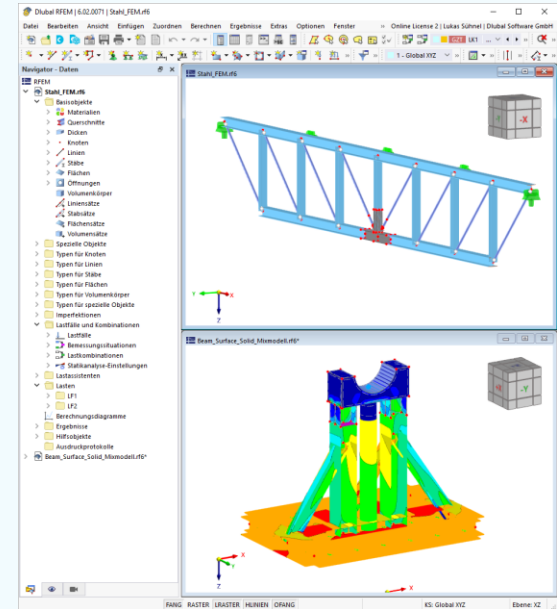 Dlubal RFEM | 6.02.0071 | Stahl_FEM.rf6
Datei Bearbeiten Ansicht Einfügen Zuordnen Berechnen Ergebnisse Extras Optionen Fenster » Online License 2 | Lukas Sühnel | Dlubal Software GmbH
LK1
1 - Global XYZ
Navigator - Daten
RFEM
Stahl_FEM.rf6
Basisobjekte
Materialien
Querschnitte
Dicken
Knoten
Linien
Stäbe
Flächen
Öffnungen
Volumenkörper
Liniensätze
Stabsätze
Flächensätze
Volumensätze
Spezielle Objekte
Typen für Knoten
Typen für Linien
Typen für Stäbe
Typen für Flächen
Typen für Volumenkörper
Typen für spezielle Objekte
Imperfektionen
Lastfälle und Kombinationen
Lastfälle
Bemessungssituationen
Lastkombinationen
Statikanalyse-Einstellungen
Lastassistenten
Lasten
LF1
LF2
Berechnungsdiagramme
Ergebnisse
Hilfsobjekte
Ausdruckprotokolle
Beam_Surface_Solid_Mixmodell.rf6*
Stahl_FEM.rf6
-X
Y
X
Z
Beam_Surface_Solid_Mixmodell.rf6*
-Y
X
Y
Z
X
FANG RASTER LRASTER HLINIEN OFANG KS: Global XYZ Ebene: XZ